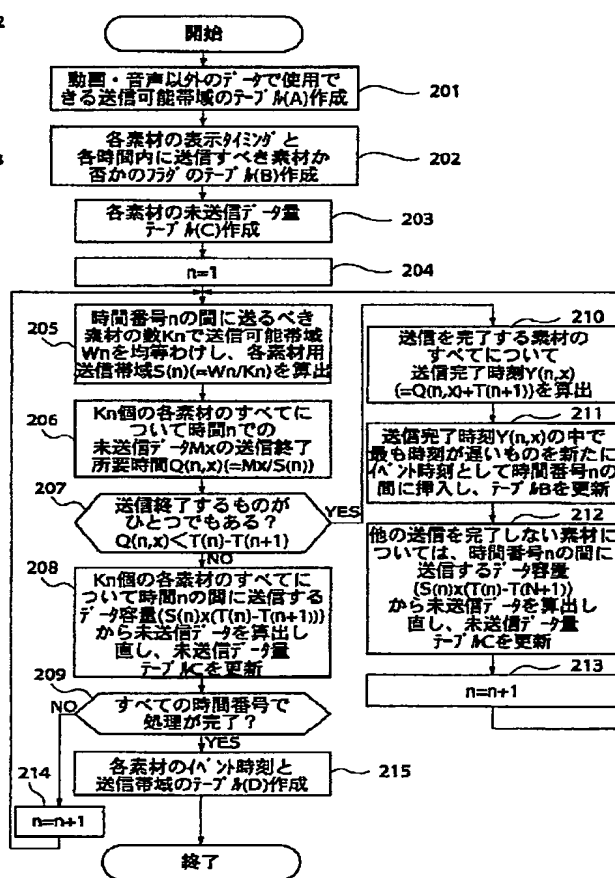 開始
動画・音声以外のデータで使用で
きる送信可能帯域のテーブル(A)作成
201
各素材の表示タイミングと
各時間内に送信すべき素材か
否かのフラグのテーブル(B)作成
202
各素材の未送信データ量
テーブル(C)作成
203
n=1
204
205
時間番号nの間に送るべき
素材の数Knで送信可能帯域
Wnを均等わけし、各素材用
送信帯域S(n)(=Wn/Kn)を算出
206
Kn個の各素材のすべてに
ついて時間nでの
未送信データMxの送信終了
所要時間Q(n,x){=Mx/S(n)}
207
送信終了するものが
ひとつでもある?
Q(n,x)<T(n)-T(n+1)
YES
NO
208
Kn個の各素材のすべてに
ついて時間nの間に送信する
データ容量{S(n)x(T(n)-T(n+1))}
から未送信データを算出し
直し、未送信データ量
テーブルCを更新
209
すべての時間番号で
処理が完了?
NO
YES
各素材のイベント時刻と
送信帯域のテーブル(D)作成
215
214
n=n+1
終了
210
送信を完了する素材の
すべてについて
送信完了時刻Y(n,x)
{=Q(n,x)+T(n+1)}を算出
211
送信完了時刻Y(n,x)の中で
最も時刻が遅いものを新たに
イベント時刻として時間番号nの
間に挿入し、テーブルBを更新
212
他の送信を完了しない素材に
ついては、時間番号nの間に
送信するデータ容量
{S(n)x(T(n)-T(N+1))}
から未送信データを算出し
直し、未送信データ量
テーブルCを更新
213
n=n+1